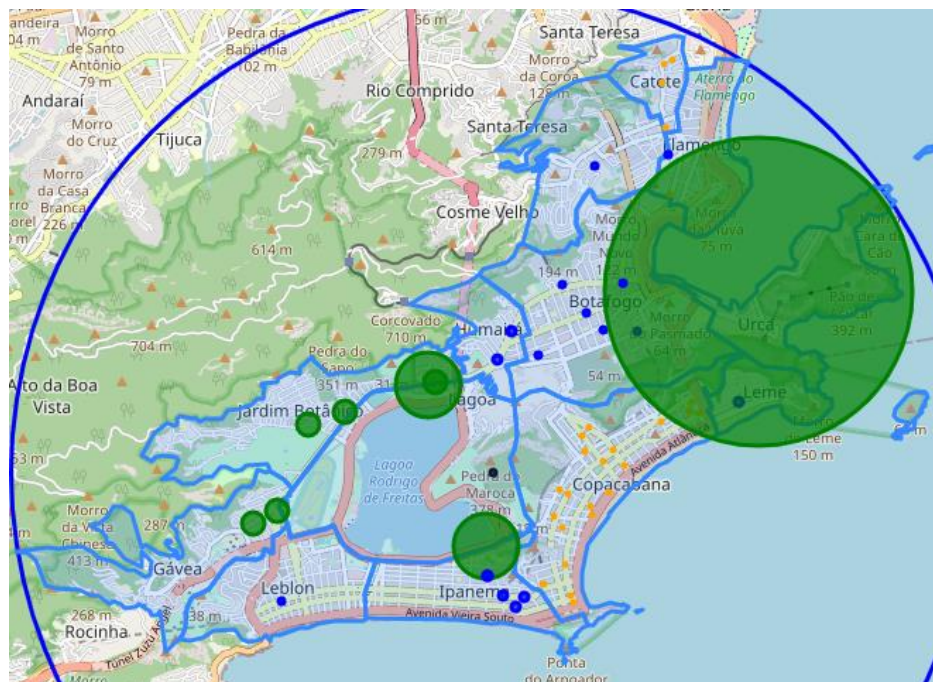 56 m
Santa Teresa
andeira
04 m
Morro
de Santo
Antônio
79 m
Pedra da
Babilônia
102 m
Morro
da Coroa
Catete
Aterro do
Flamengo
Rio Comprido
Andaraí
Morro
do Cruz
Tijuca
Santa Teresa
279 m
Flamengo
Morro
da Casa
Branca
226 m
Cosme Velho
Morro
Mundo
Novo
Morro
da Viúva
75 m
Cara de
Cão
614 m
194 m
Botafogo
Pão de
392 m
Urca
Corcovado
710 m
Humaitá
Morro
do Pasmado
64 m
704 m
Pedra do
351 m
54 m
Alto da Boa
Vista
Jardim Botânico
Lagoa
Leme
Morro
do Leme
150 m
Avenida Atlântica
Lagoa
Rodrigo
de Freitas
Pedra do
Maroca
378 m
Copacabana
Morro
da Vista
Chinesa
413 m
287 m
Gávea
Leblon
Ipanema
268 m
38 m
Rocinha
Túnel Zuzu Angel
Avenida Vieira Souto
Ponta
do Arpoador
Morro